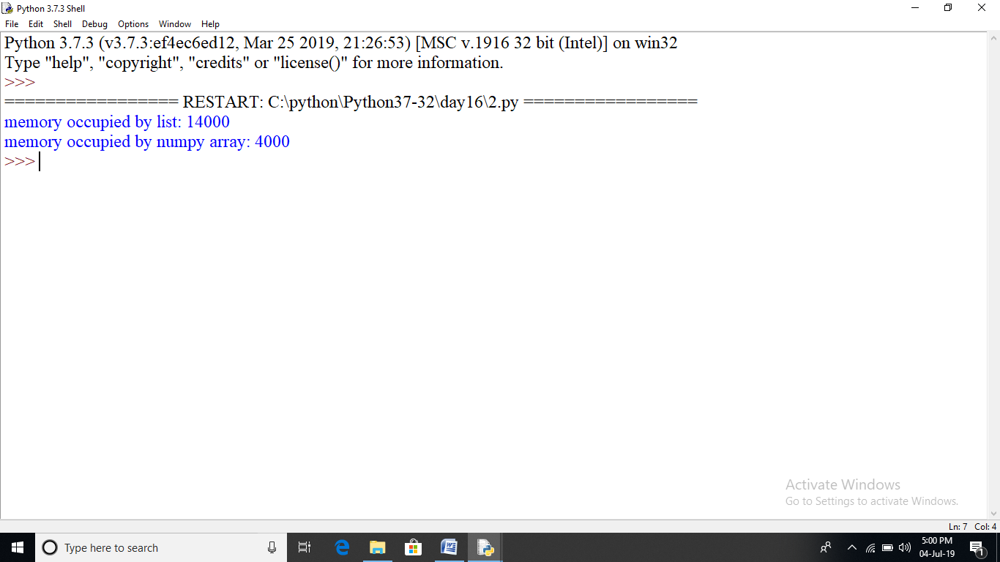 Python 3.7.3 Shell
File Edit Shell Debug Options Window Help
Python 3.7.3 (v3.7.3:ef4ec6ed12, Mar 25 2019, 21:26:53) [MSC v.1916 32 bit (Intel)] on win32
Type "help", "copyright", "credits" or "license()" for more information.
>>>
================= RESTART: C:\python\Python37-32\day16\2.py =================
memory occupied by list: 14000
memory occupied by numpy array: 4000
>>>
Activate Windows
Go to Settings to activate Windows.
Ln: 7 Col: 4
Type here to search
5:00 PM
04-Jul-19
1